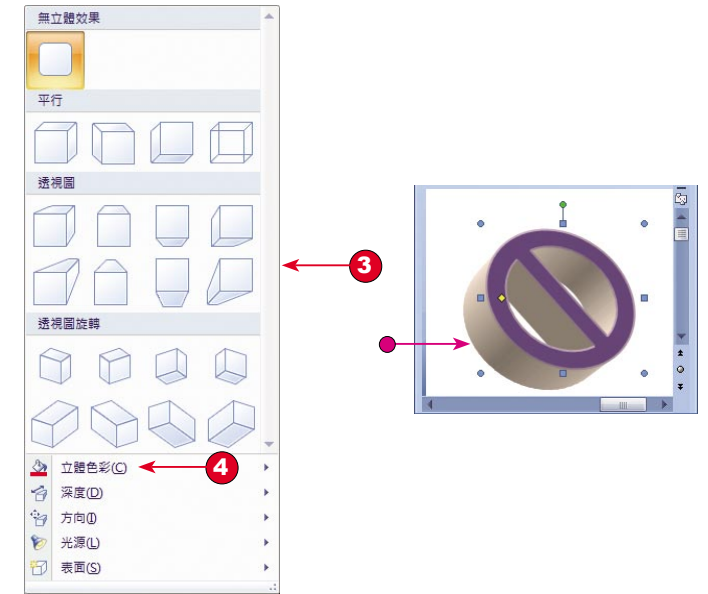 無立體效果
平行
透視圖
3
透視圖旋轉
立體色彩(C)
4
深度(D)
方向(I)
光源(L)
表面(S)